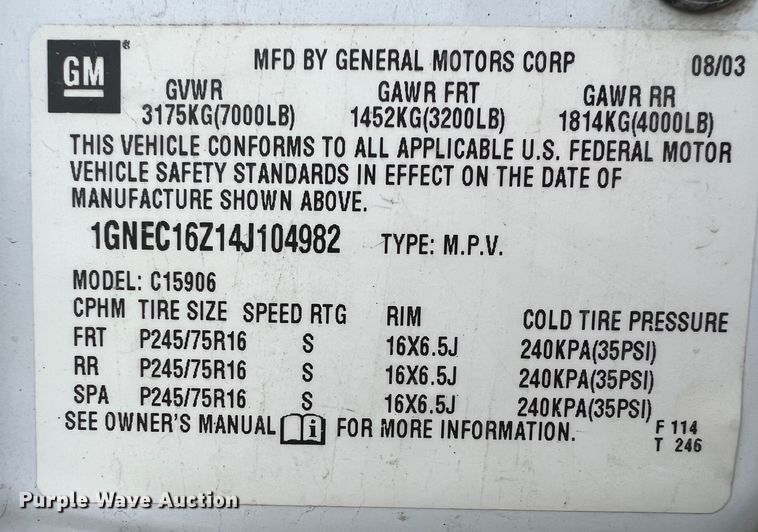 GM ®
MFD BY GENERAL MOTORS CORP 08/03
GVWR GAWR FRT GAWR RR
3175KG(7000LB) 1452KG(3200LB) 1814KG(4000LB)
THIS VEHICLE CONFORMS TO ALL APPLICABLE U.S. FEDERAL MOTOR
VEHICLE SAFETY STANDARDS IN EFFECT ON THE DATE OF
MANUFACTURE SHOWN ABOVE.
1GNEC16Z14J104982 TYPE: M.P.V.
MODEL: C15906
CPHM TIRE SIZE SPEED RTG RIM COLD TIRE PRESSURE
FRT P245/75R16 S 16X6.5J 240KPA(35PSI)
RR P245/75R16 S 16X6.5J 240KPA(35PSI)
SPA P245/75R16 S 16X6.5J 240KPA(35PSI)
SEE OWNER'S MANUAL i FOR MORE INFORMATION. F 114
T 246
Purple Wave Auction